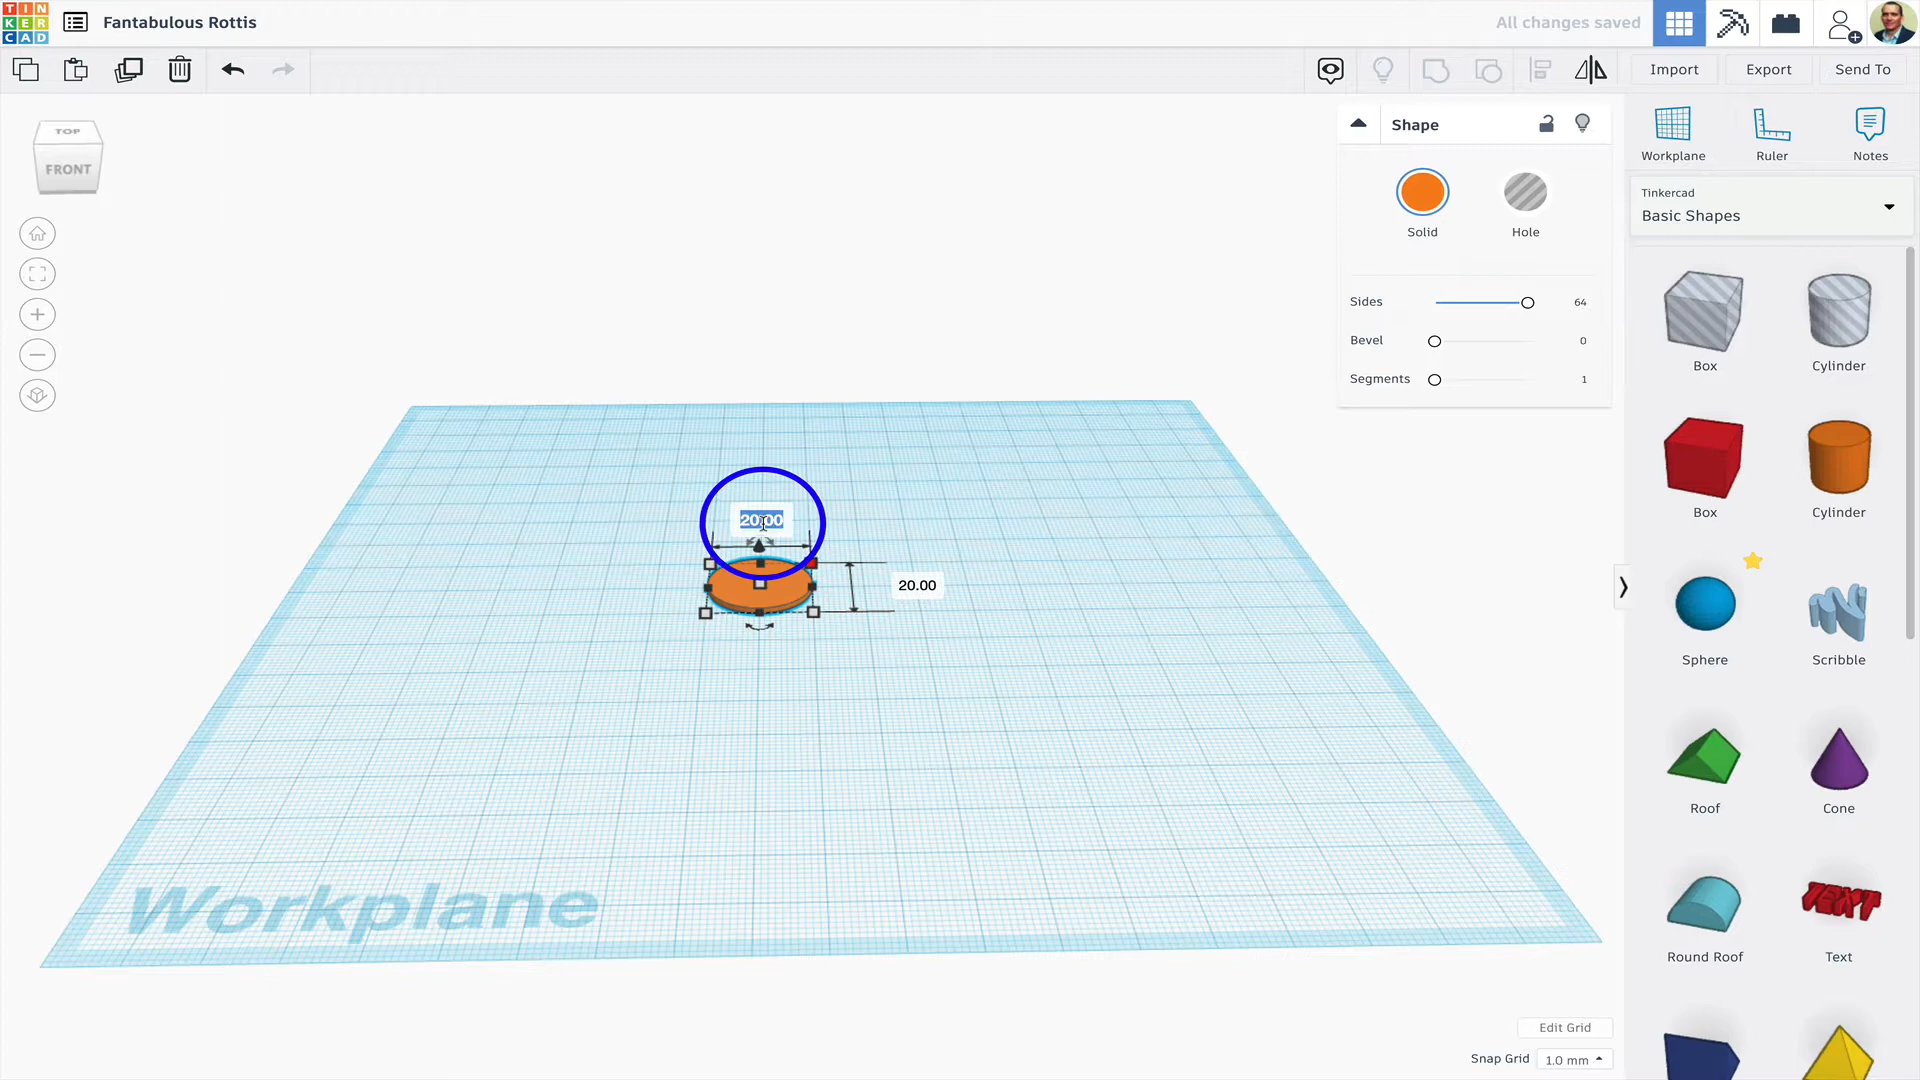 TIN
KER
CAD
Fantabulous Rottis
All changes saved
Import
Export
Send To
TOP
FRONT
Shape
Solid
Hole
Sides
64
Bevel
0
Segments
1
Workplane
Ruler
Notes
Tinkercad
Basic Shapes
Box
Cylinder
Box
Cylinder
Sphere
Scribble
Roof
Cone
Round Roof
TEXT
Text
20.00
20.00
Workplane
Edit Grid
Snap Grid
1.0 mm